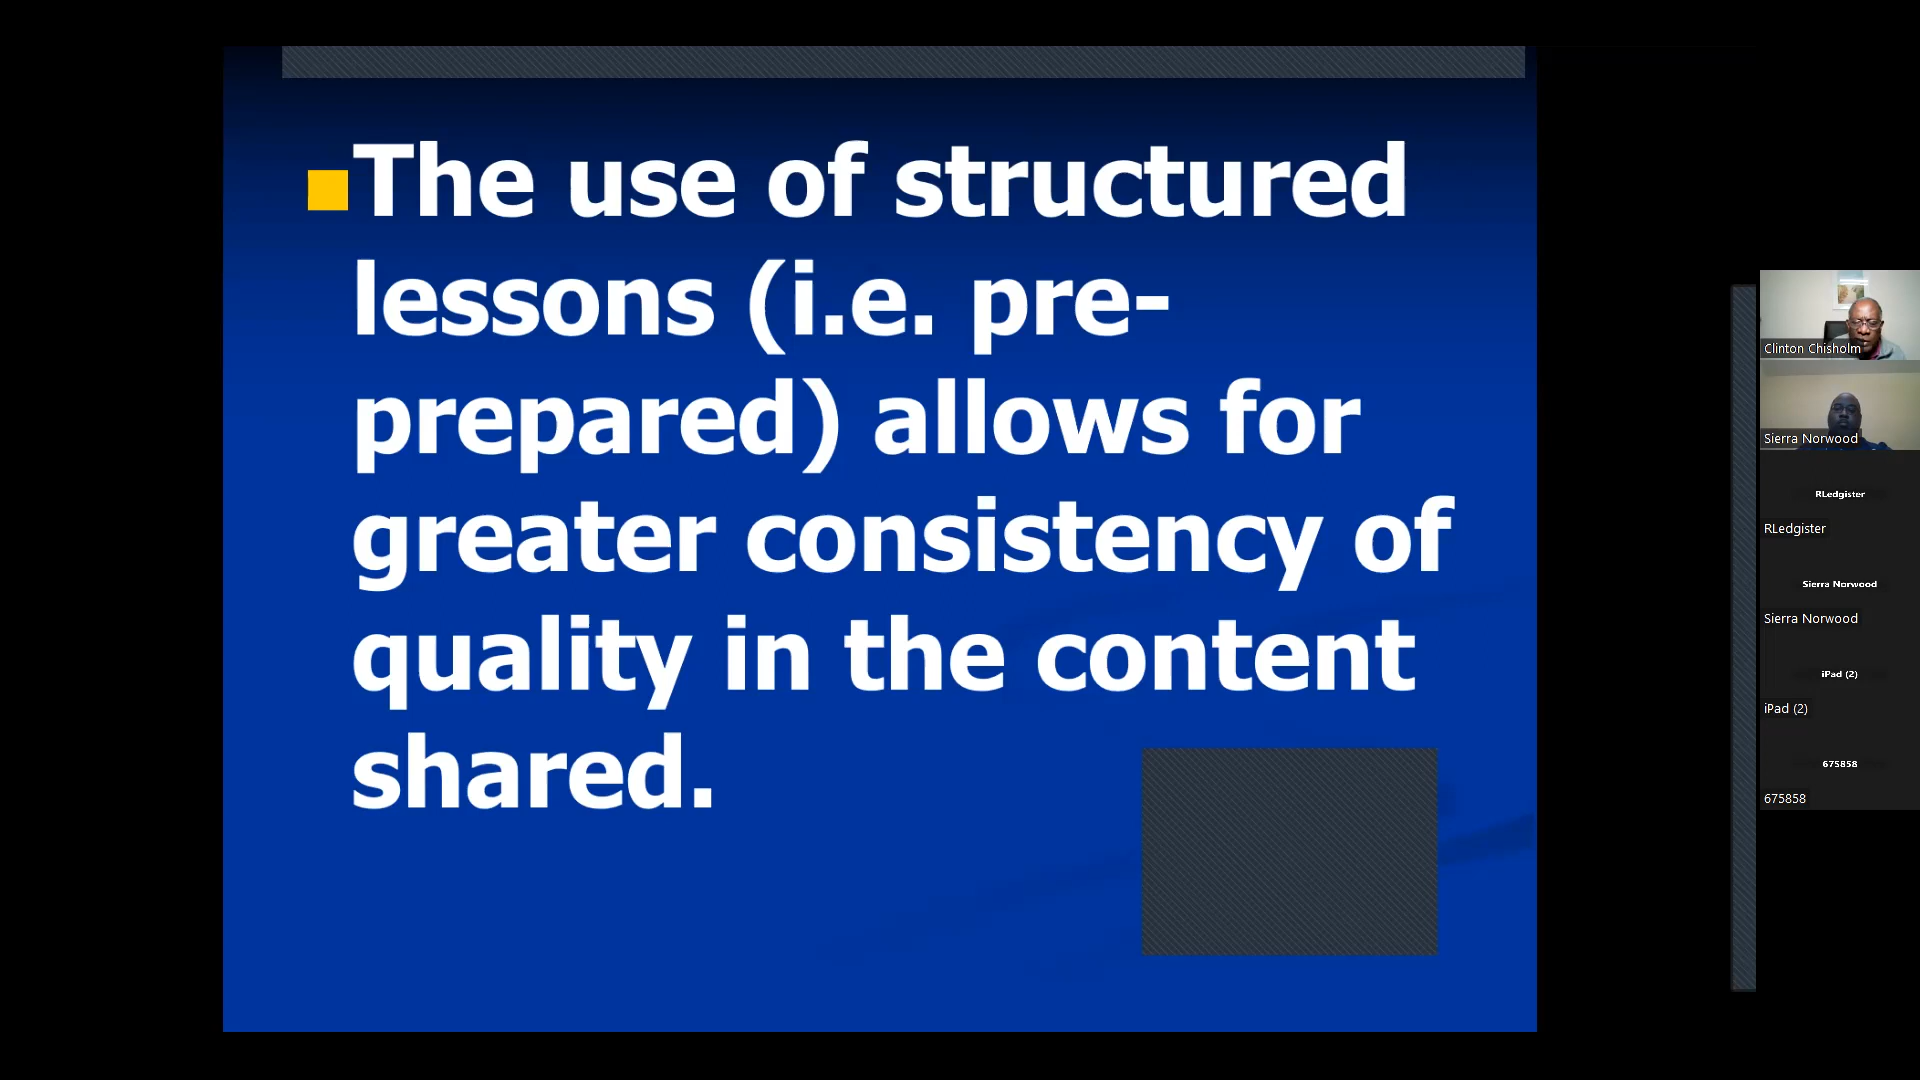 The use of structured
lessons (i.e. pre-
prepared) allows for
greater consistency of
quality in the content
shared.
Clinton Chisholm
Sierra Norwood
RLedgister
RLedgister
Sierra Norwood
Sierra Norwood
iPad (2)
iPad (2)
675858
675858